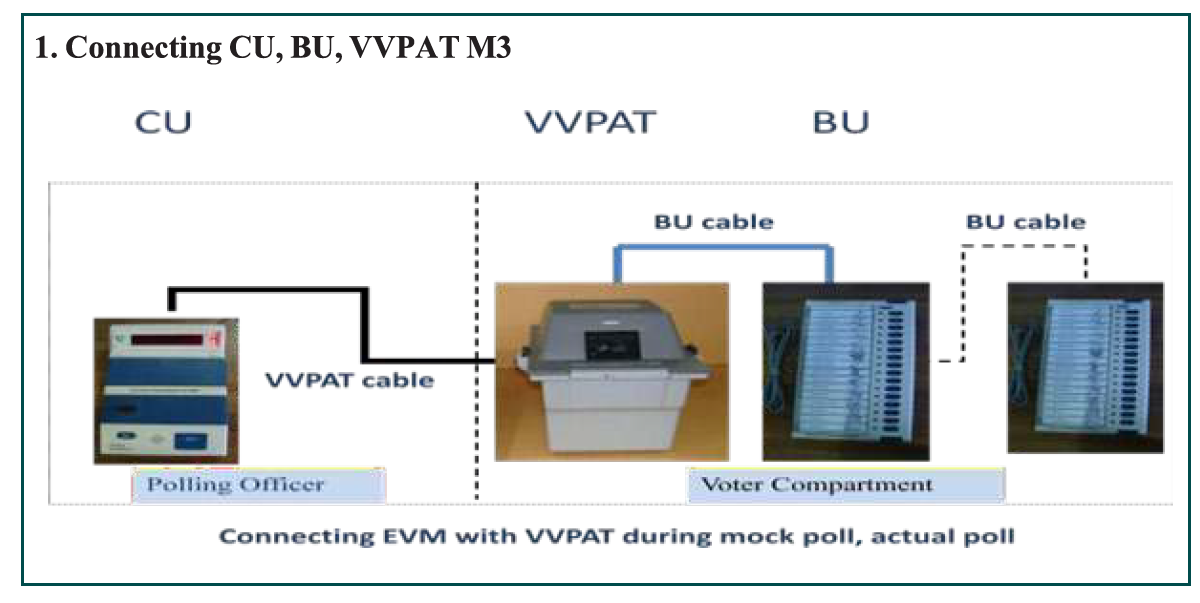 1. Connecting CU, BU, VVPAT M3
CU VVPAT BU
BU cable BU cable
VVPAT cable
Polling Officer Voter Compartment
Connecting EVM with VVPAT during mock poll, actual poll